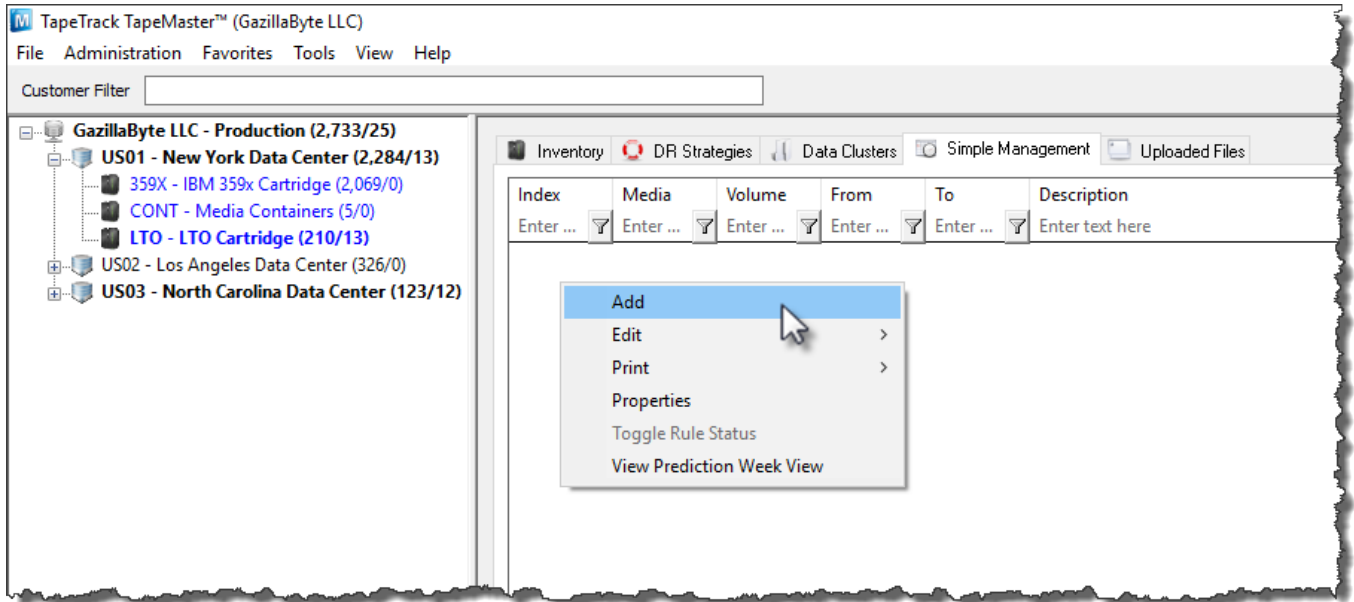 TapeTrack TapeMaster™ (GazillaByte LLC)
File Administration Favorites Tools View Help
Customer Filter
GazillaByte LLC - Production (2,733/25)
US01 - New York Data Center (2,284/13)
359X - IBM 359x Cartridge (2,069/0)
CONT - Media Containers (5/0)
LTO - LTO Cartridge (210/13)
US02 - Los Angeles Data Center (326/0)
US03 - North Carolina Data Center (123/12)
Inventory DR Strategies Data Clusters Simple Management Uploaded Files
Index Media Volume From To Description
Enter ... Enter ... Enter ... Enter ... Enter ... Enter text here
Add
Edit
Print
Properties
Toggle Rule Status
View Prediction Week View